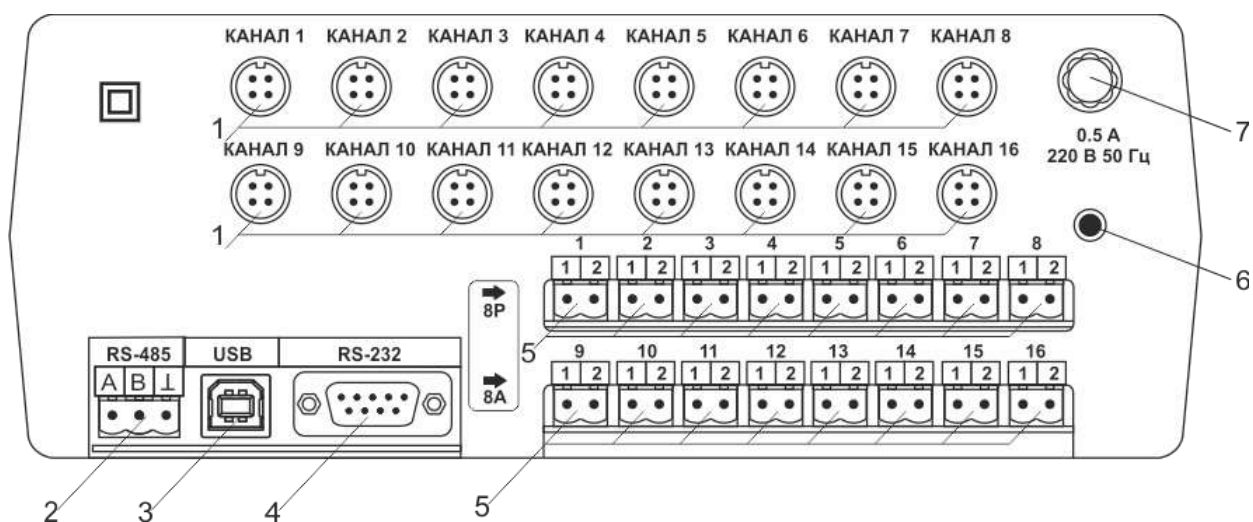 КАНАЛ 1 КАНАЛ 2 КАНАЛ 3 КАНАЛ 4 КАНАЛ 5 КАНАЛ 6 КАНАЛ 7 КАНАЛ 8
1
7
0.5 А
220 В 50 Гц
КАНАЛ 9 КАНАЛ 10 КАНАЛ 11 КАНАЛ 12 КАНАЛ 13 КАНАЛ 14 КАНАЛ 15 КАНАЛ 16
1
1 2 3 4 5 6 7 8
1 2 1 2 1 2 1 2 1 2 1 2 1 2 1 2
6
8P
5
RS-485 USB RS-232
9 10 11 12 13 14 15 16
A B ⊥
1 2 1 2 1 2 1 2 1 2 1 2 1 2 1 2
8A
2 3 4 5